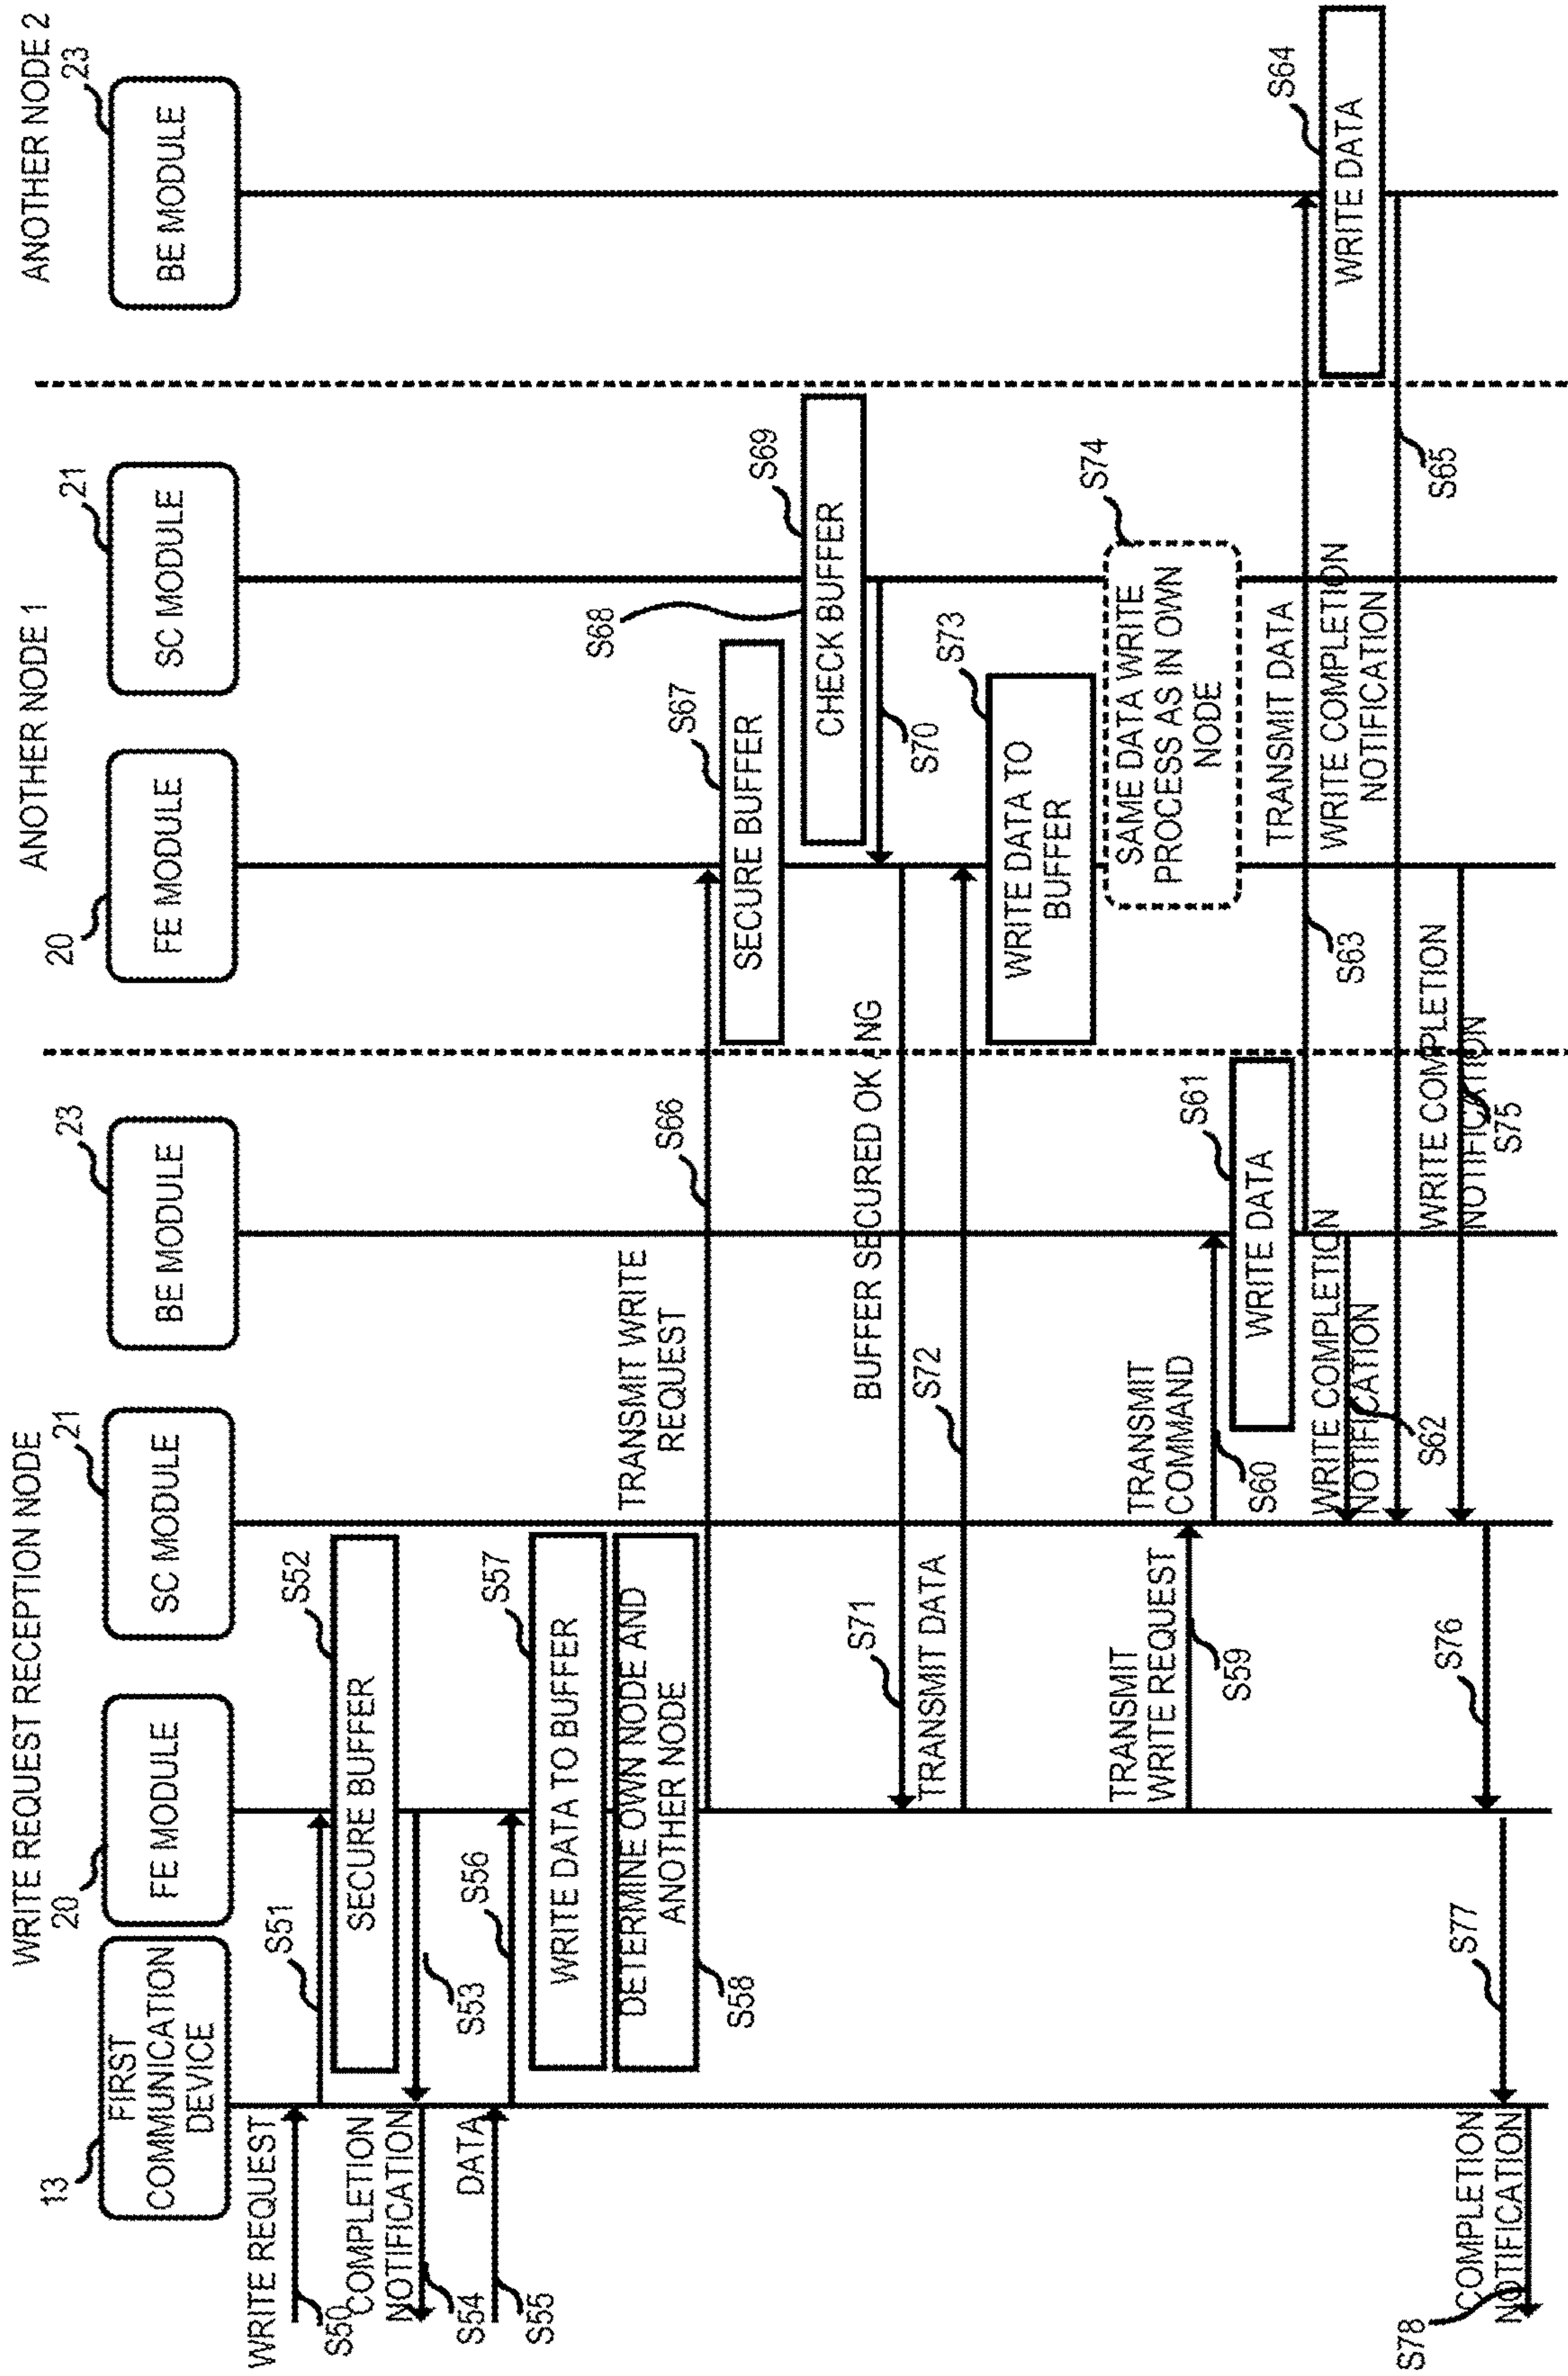 WRITE REQUEST RECEPTION NODE
ANOTHER NODE 1
ANOTHER NODE 2
13
20
21
23
20
21
23
FIRST
COMMUNICATION
DEVICE
FE MODULE
SC MODULE
BE MODULE
FE MODULE
SC MODULE
BE MODULE
WRITE REQUEST
S50
S51
SECURE BUFFER
S52
S53
COMPLETION
NOTIFICATION
S54
DATA
S55
S56
WRITE DATA TO BUFFER
S57
DETERMINE OWN NODE AND
ANOTHER NODE
S58
TRANSMIT WRITE
REQUEST
S66
SECURE BUFFER
S67
S68
CHECK BUFFER
S69
S70
BUFFER SECURED OK / NG
S71
TRANSMIT DATA
S72
WRITE DATA TO
BUFFER
S73
SAME DATA WRITE
PROCESS AS IN OWN
NODE
S74
TRANSMIT
WRITE REQUEST
S59
TRANSMIT
COMMAND
S60
WRITE DATA
S61
TRANSMIT DATA
S63
WRITE DATA
S64
WRITE COMPLETION
NOTIFICATION
S62
WRITE COMPLETION
NOTIFICATION
S65
WRITE COMPLETION
NOTIFICATION
S75
S76
S77
COMPLETION
NOTIFICATION
S78